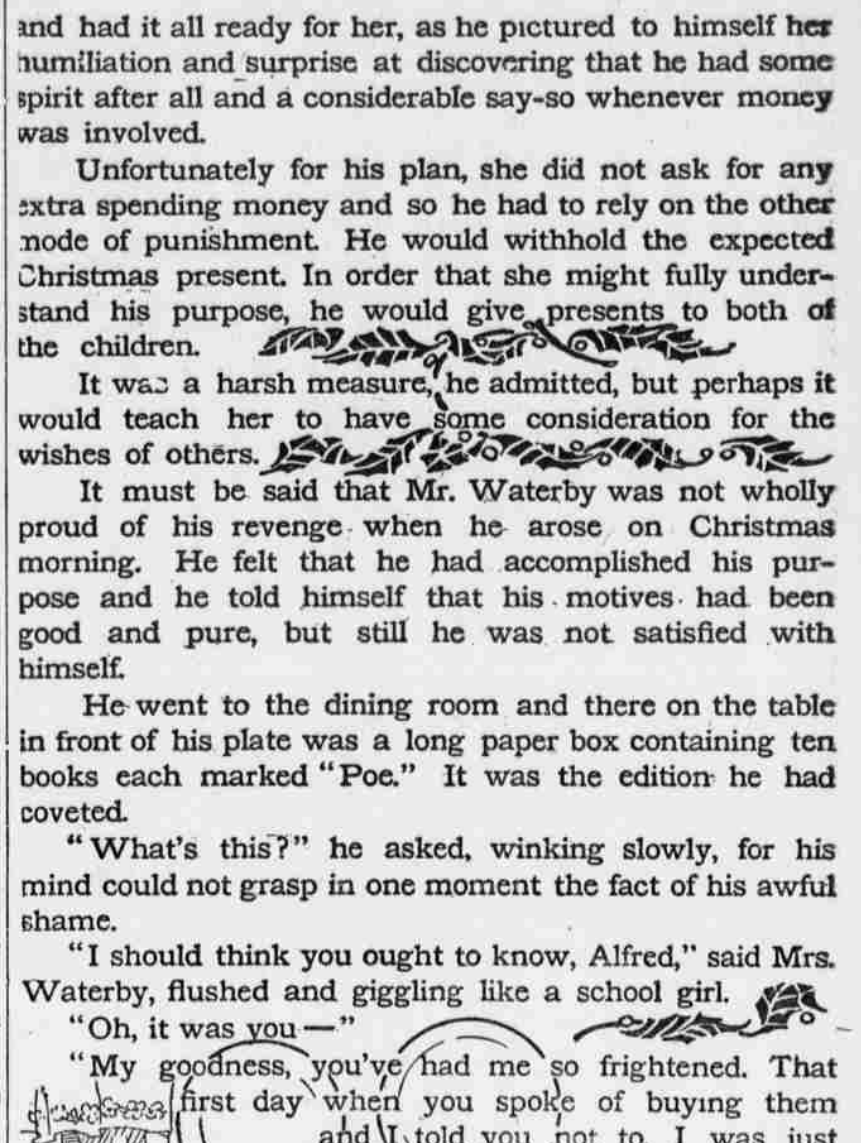 and had it all ready for her, as he pictured to himself her
humiliation and surprise at discovering that he had some
spirit after all and a considerable say-so whenever money
was involved.
Unfortunately for his plan, she did not ask for any
extra spending money and so he had to rely on the other
mode of punishment. He would withhold the expected
Christmas present. In order that she might fully under-
stand his purpose, he would give presents to both of
the children.
It was a harsh measure, he admitted, but perhaps it
would teach her to have some consideration for the
wishes of others.
It must be said that Mr. Waterby was not wholly
proud of his revenge when he arose on Christmas
morning. He felt that he had accomplished his pur-
pose and he told himself that his motives had been
good and pure, but still he was not satisfied with
himself.
He went to the dining room and there on the table
in front of his plate was a long paper box containing ten
books each marked "Poe." It was the edition he had
coveted.
"What's this?" he asked, winking slowly, for his
mind could not grasp in one moment the fact of his awful
shame.
"I should think you ought to know, Alfred," said Mrs.
Waterby, flushed and giggling like a school girl.
"Oh, it was you—"
"My goodness, you've had me so frightened. That
first day when you spoke of buying them
and I told you not to, I was just